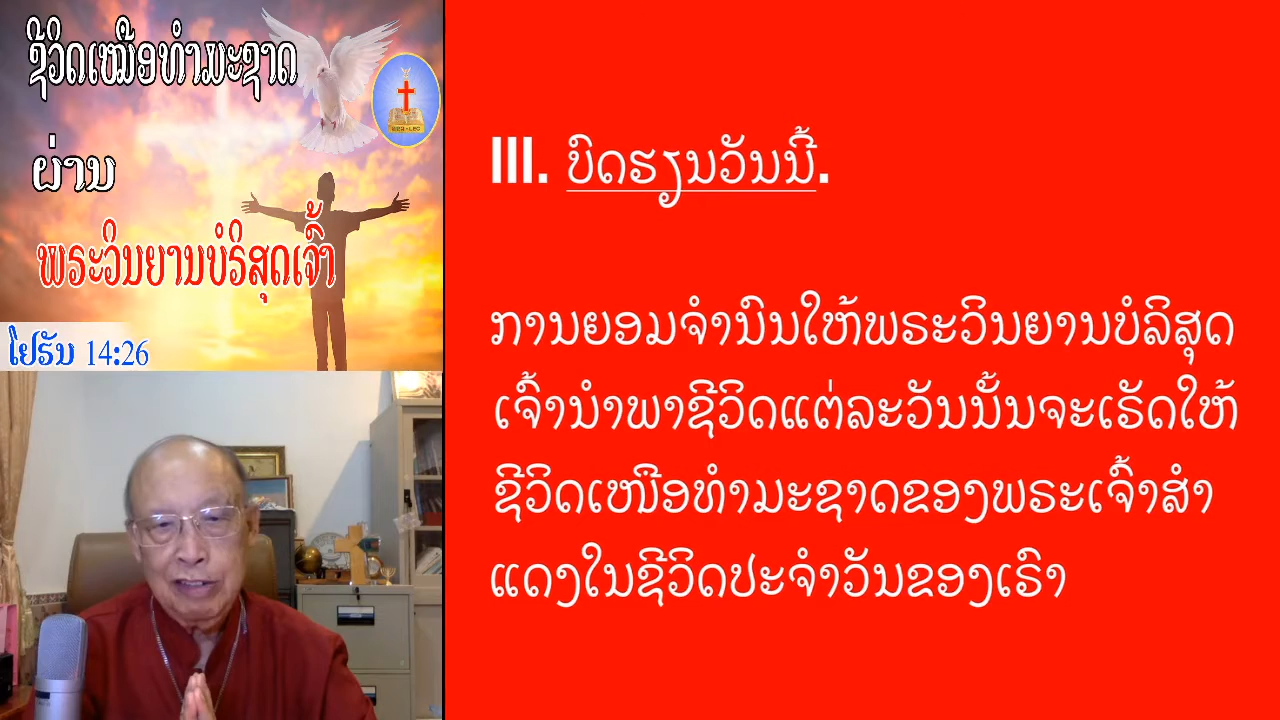 ຊີວິດເໝືອທຳມະຊາດ
ຜ່ານ
ພຣະວິນຍານບໍຣິສຸດເຈົ້າ
ໂຢຮັນ 14:26
III. ບົດຮຽນວັນນີ້.
ການຍອມຈຳນົນໃຫ້ພຣະວິນຍານບໍລິສຸດ
ເຈົ້ານຳພາຊີວິດແຕ່ລະວັນນັ້ນຈະເຮັດໃຫ້
ຊີວິດເໜືອທຳມະຊາດຂອງພຣະເຈົ້າສຳ
ແດງໃນຊີວິດປະຈຳວັນຂອງເຮົາ